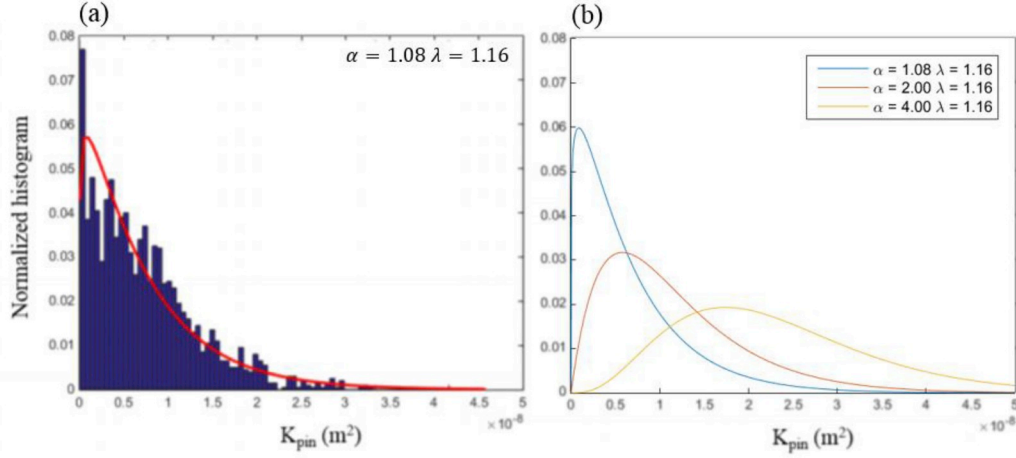 (a)
α = 1.08 λ = 1.16
Normalized histogram
0.08
0.07
0.06
0.05
0.04
0.03
0.02
0.01
0
0 0.5 1 1.5 2 2.5 3 3.5 4 4.5 5
×10⁻⁸
K_pin (m²)
(b)
α = 1.08 λ = 1.16
α = 2.00 λ = 1.16
α = 4.00 λ = 1.16
0.08
0.07
0.06
0.05
0.04
0.03
0.02
0.01
0
0 0.5 1 1.5 2 2.5 3 3.5 4 4.5 5
×10⁻⁸
K_pin (m²)